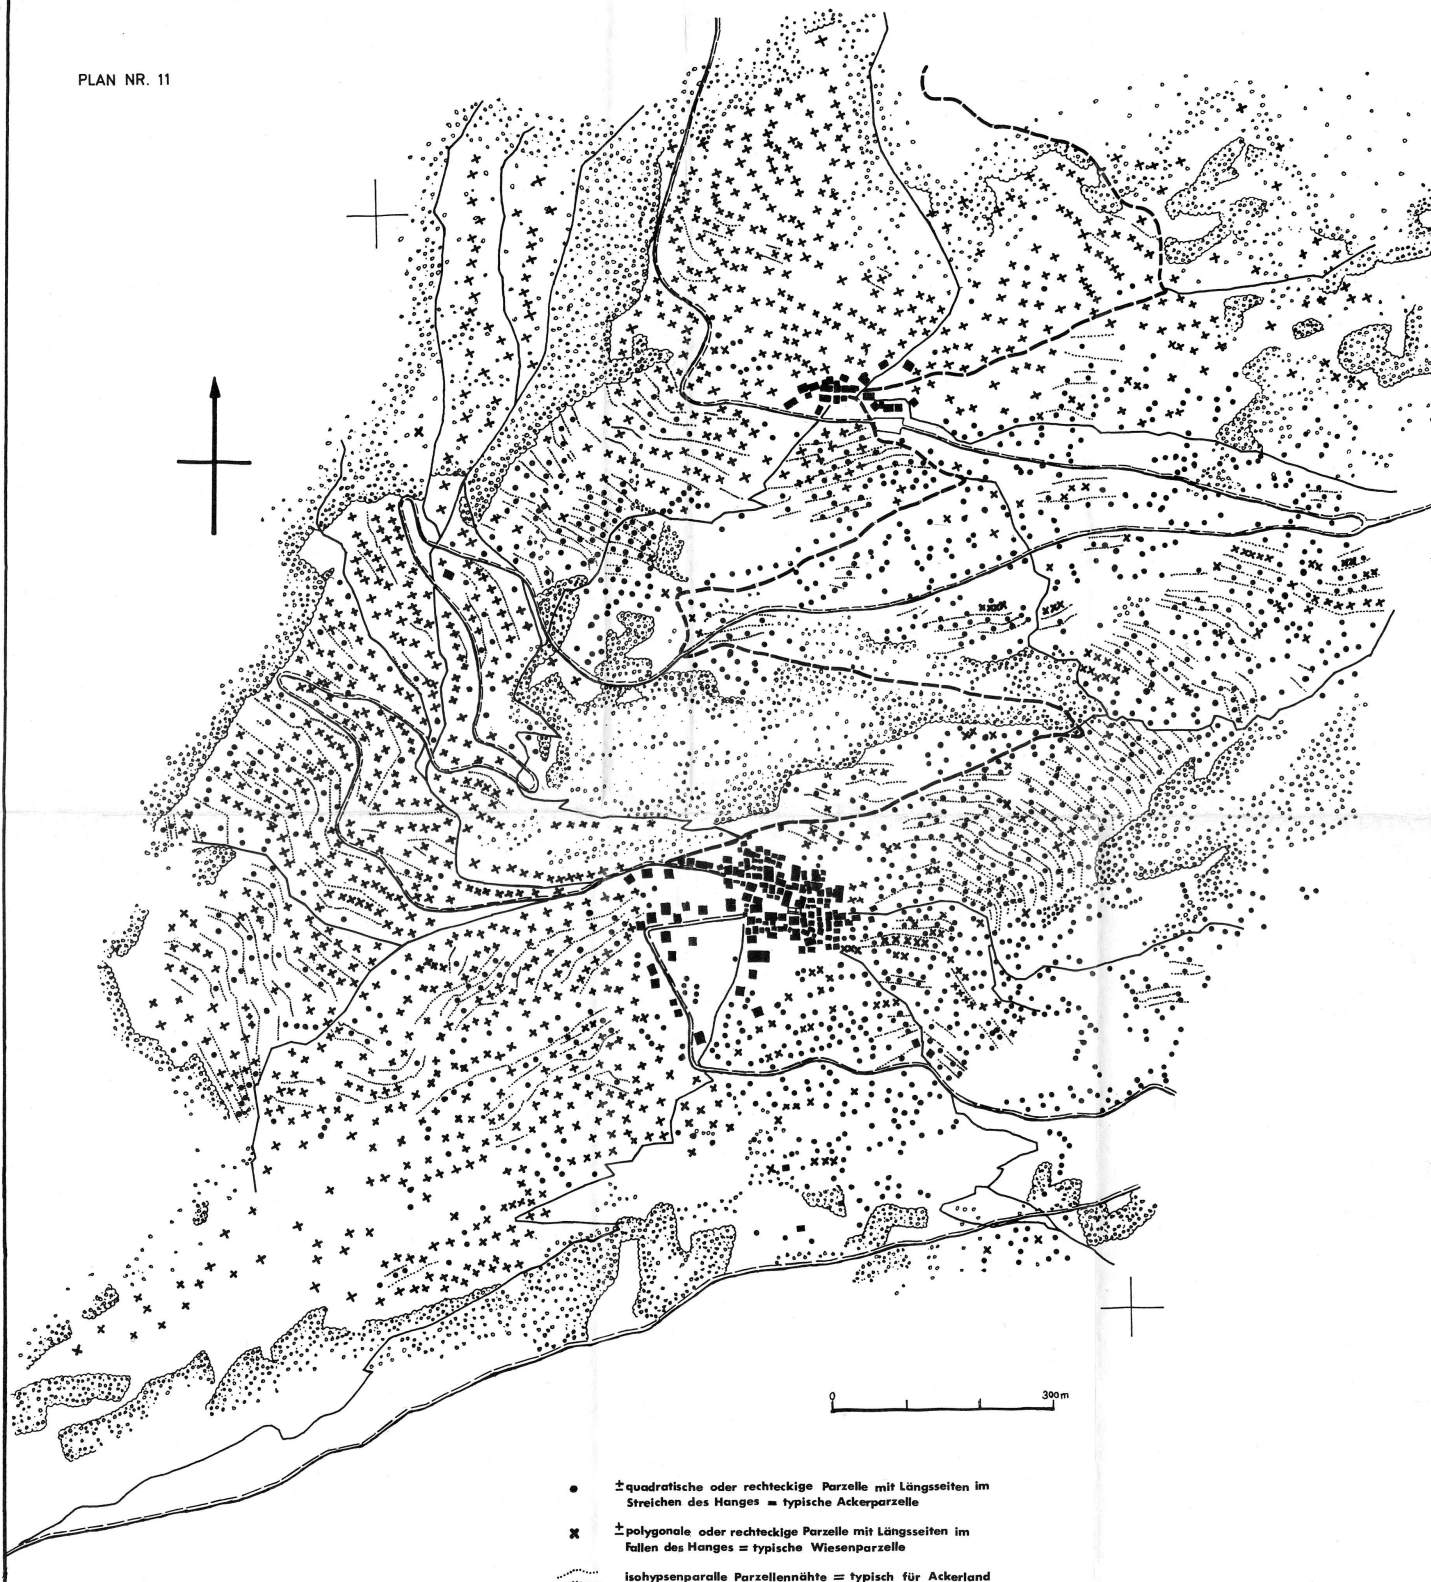 PLAN NR. 11
0 300m
± quadratische oder rechteckige Parzelle mit Längsseiten im
Streichen des Hanges = typische Ackerparzelle
± polygonale oder rechteckige Parzelle mit Längsseiten im
Fallen des Hanges = typische Wiesenparzelle
isohypsenparalle Parzellennähte = typisch für Ackerland